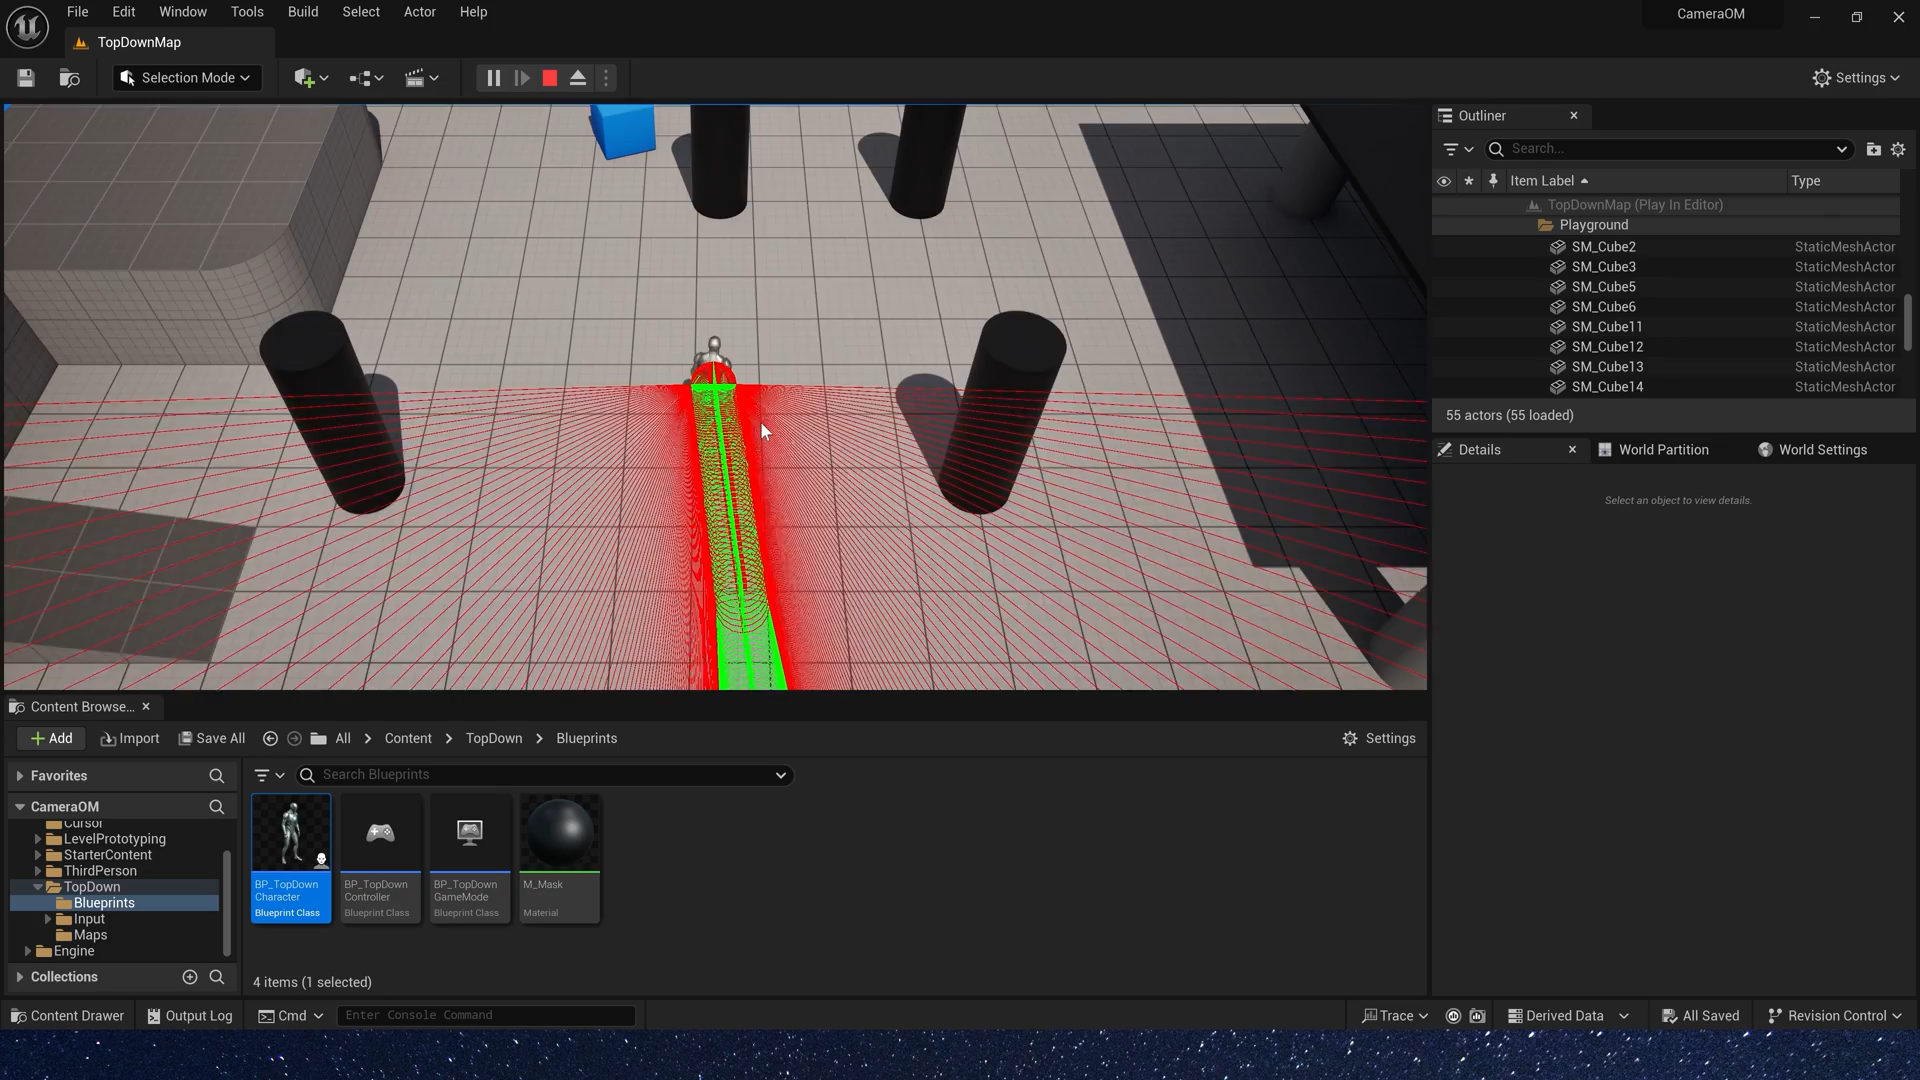 File Edit Window Tools Build Select Actor Help
CameraOM
TopDownMap
Selection Mode
Settings
Outliner
Search...
Item Label Type
TopDownMap (Play In Editor)
Playground
SM_Cube2 StaticMeshActor
SM_Cube3 StaticMeshActor
SM_Cube5 StaticMeshActor
SM_Cube6 StaticMeshActor
SM_Cube11 StaticMeshActor
SM_Cube12 StaticMeshActor
SM_Cube13 StaticMeshActor
SM_Cube14 StaticMeshActor
55 actors (55 loaded)
Details World Partition World Settings
Select an object to view details.
Content Browse...
Add Import Save All All Content TopDown Blueprints Settings
Favorites
Search Blueprints
CameraOM
Cursor
LevelPrototyping
StarterContent
ThirdPerson
TopDown
Blueprints
Input
Maps
Engine
Collections
BP_TopDown
Character
Blueprint Class
BP_TopDown
Controller
Blueprint Class
BP_TopDown
GameMode
Blueprint Class
M_Mask
Material
4 items (1 selected)
Content Drawer Output Log Cmd Enter Console Command Trace Derived Data All Saved Revision Control